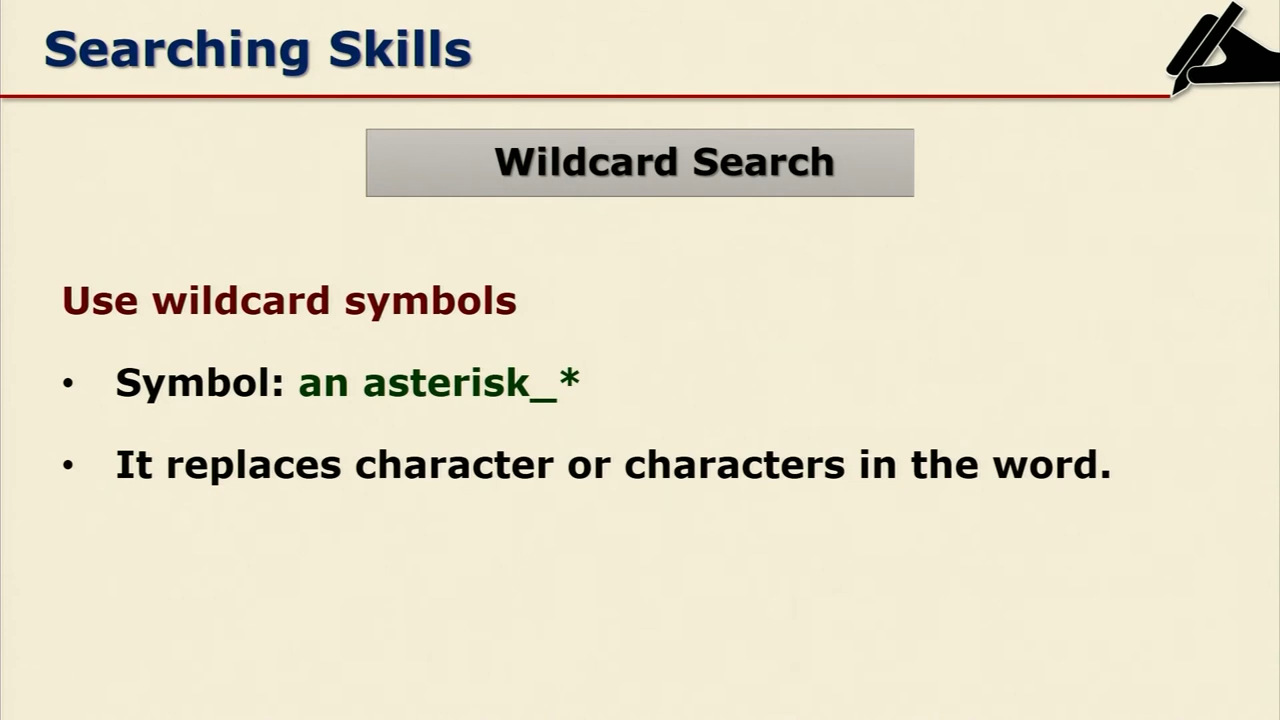 Searching Skills
Wildcard Search
Use wildcard symbols
• Symbol: an asterisk_*
• It replaces character or characters in the word.